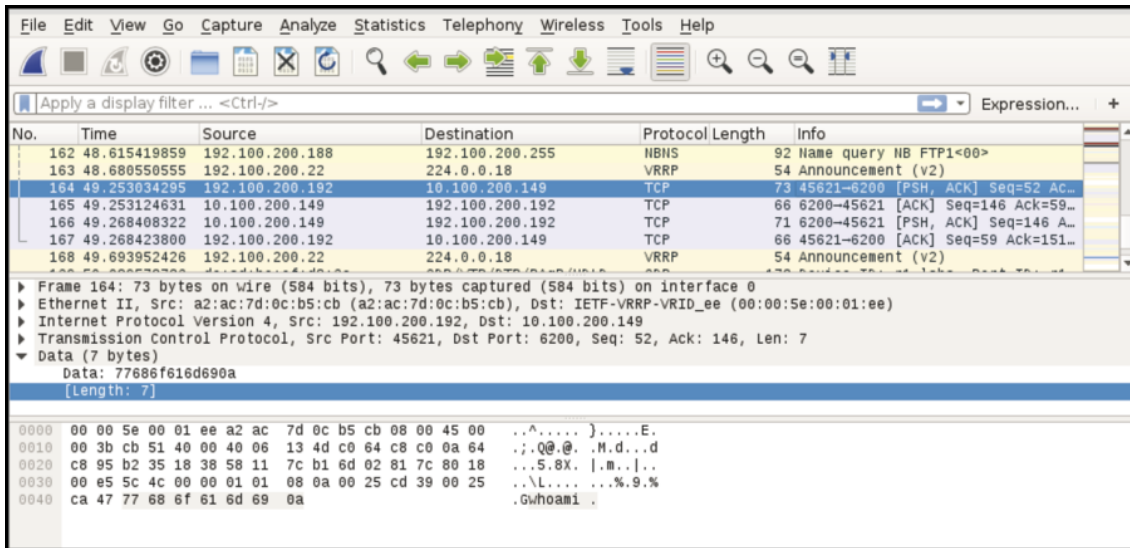 File Edit View Go Capture Analyze Statistics Telephony Wireless Tools Help
Apply a display filter ... <Ctrl-/> Expression... +
No. Time Source Destination Protocol Length Info
162 48.615419859 192.100.200.188 192.100.200.255 NBNS 92 Name query NB FTP1<00>
163 48.680550555 192.100.200.22 224.0.0.18 VRRP 54 Announcement (v2)
164 49.253034295 192.100.200.192 10.100.200.149 TCP 73 45621→6200 [PSH, ACK] Seq=52 Ac…
165 49.253124631 10.100.200.149 192.100.200.192 TCP 66 6200→45621 [ACK] Seq=146 Ack=59…
166 49.268408322 10.100.200.149 192.100.200.192 TCP 71 6200→45621 [PSH, ACK] Seq=146 A…
167 49.268423800 192.100.200.192 10.100.200.149 TCP 66 45621→6200 [ACK] Seq=59 Ack=151…
168 49.693952426 192.100.200.22 224.0.0.18 VRRP 54 Announcement (v2)
Frame 164: 73 bytes on wire (584 bits), 73 bytes captured (584 bits) on interface 0
Ethernet II, Src: a2:ac:7d:0c:b5:cb (a2:ac:7d:0c:b5:cb), Dst: IETF-VRRP-VRID_ee (00:00:5e:00:01:ee)
Internet Protocol Version 4, Src: 192.100.200.192, Dst: 10.100.200.149
Transmission Control Protocol, Src Port: 45621, Dst Port: 6200, Seq: 52, Ack: 146, Len: 7
Data (7 bytes)
Data: 77686f616d690a
[Length: 7]
0000 00 00 5e 00 01 ee a2 ac 7d 0c b5 cb 08 00 45 00 ..^..... }.....E.
0010 00 3b cb 51 40 00 40 06 13 4d c0 64 c8 c0 0a 64 .;.Q@.@. .M.d...d
0020 c8 95 b2 35 18 38 58 11 7c b1 6d 02 81 7c 80 18 ...5.8X. |.m..|..
0030 00 e5 5c 4c 00 00 01 01 08 0a 00 25 cd 39 00 25 ..\L.... ...%.9.%
0040 ca 47 77 68 6f 61 6d 69 0a .Gwhoami .